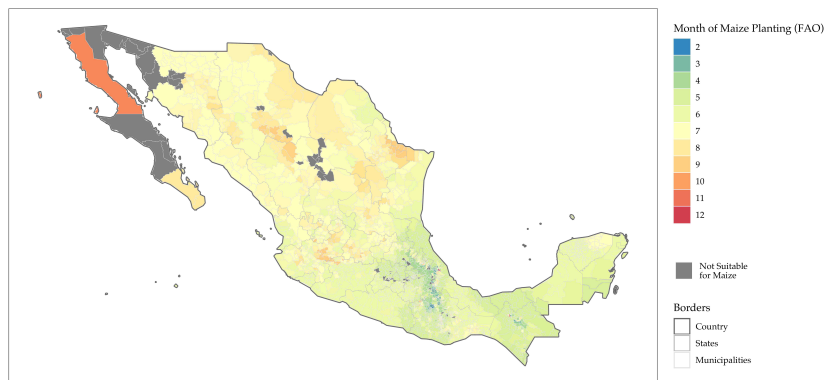 Month of Maize Planting (FAO)
2
3
4
5
6
7
8
9
10
11
12
Not Suitable
for Maize
Borders
Country
States
Municipalities